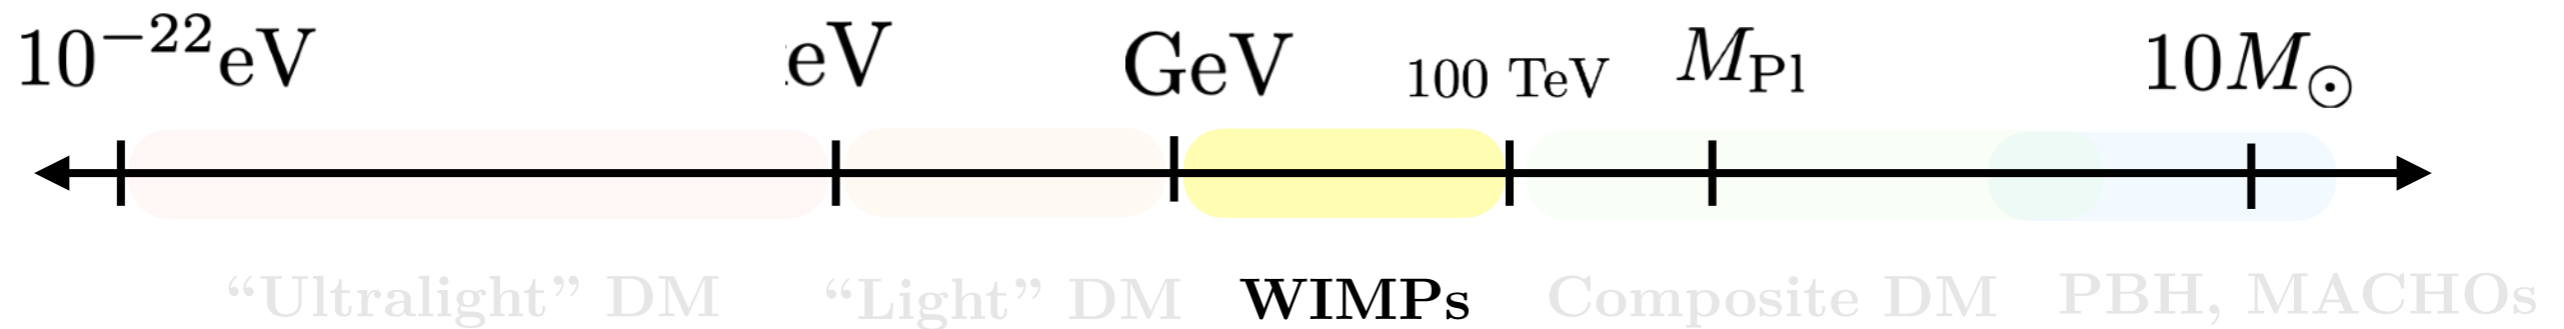 10⁻²²eV eV GeV 100 TeV M_Pl 10M_⊙
“Ultralight” DM “Light” DM WIMPs Composite DM PBH, MACHOs